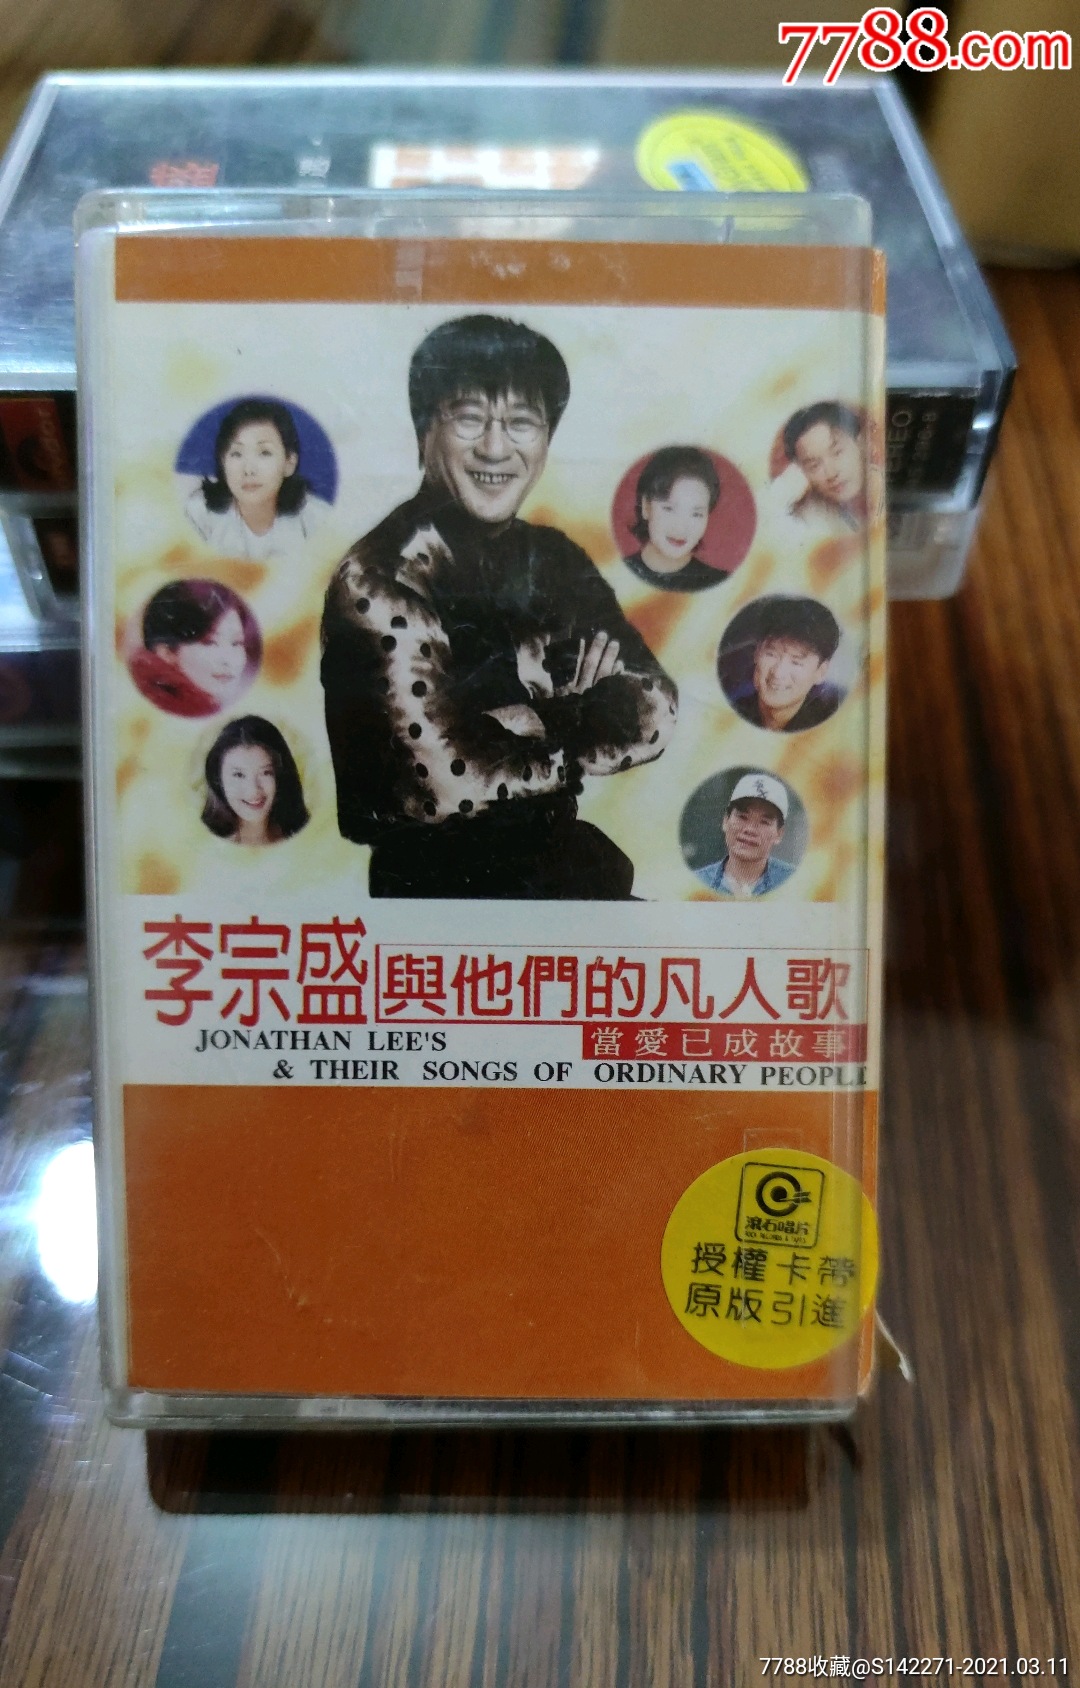 7788.com
李宗盛與他們的凡人歌
JONATHAN LEE'S
當愛已成故事
& THEIR SONGS OF ORDINARY PEOPLE
滾石唱片
授權卡帶
原版引進
7788收藏@S142271-2021.03.11